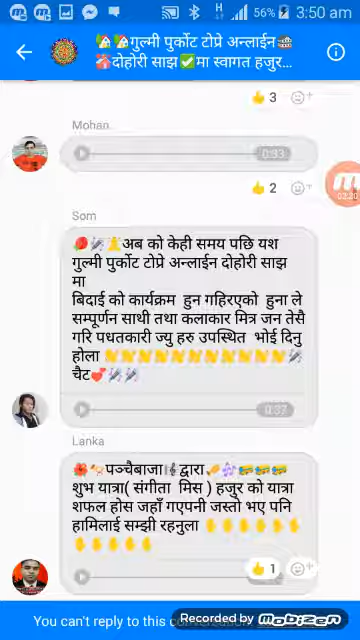 56% 3:50 am
गुल्मी पुर्कोट टोप्रे अन्लाईन
दोहोरी साझ मा स्वागत हजुर...
3
Mohan
0:33
03:20
2
Som
अब को केही समय पछि यश
गुल्मी पुर्कोट टोप्रे अन्लाईन दोहोरी साझ
मा
बिदाई को कार्यक्रम हुन गहिरएको हुना ले
सम्पूर्णन साथी तथा कलाकार मित्र जन तेसै
गरि पधतकारी ज्यु हरु उपस्थित भोई दिनु
होला
चैट
0:37
Lanka
पञ्चैबाजा द्वारा
शुभ यात्रा( संगीता मिस ) हजुर को यात्रा
शफल होस जहाँ गएपनी जस्तो भए पनि
हामिलाई सम्झी रहनुला
1
You can't reply to this
Recorded by Mobizen